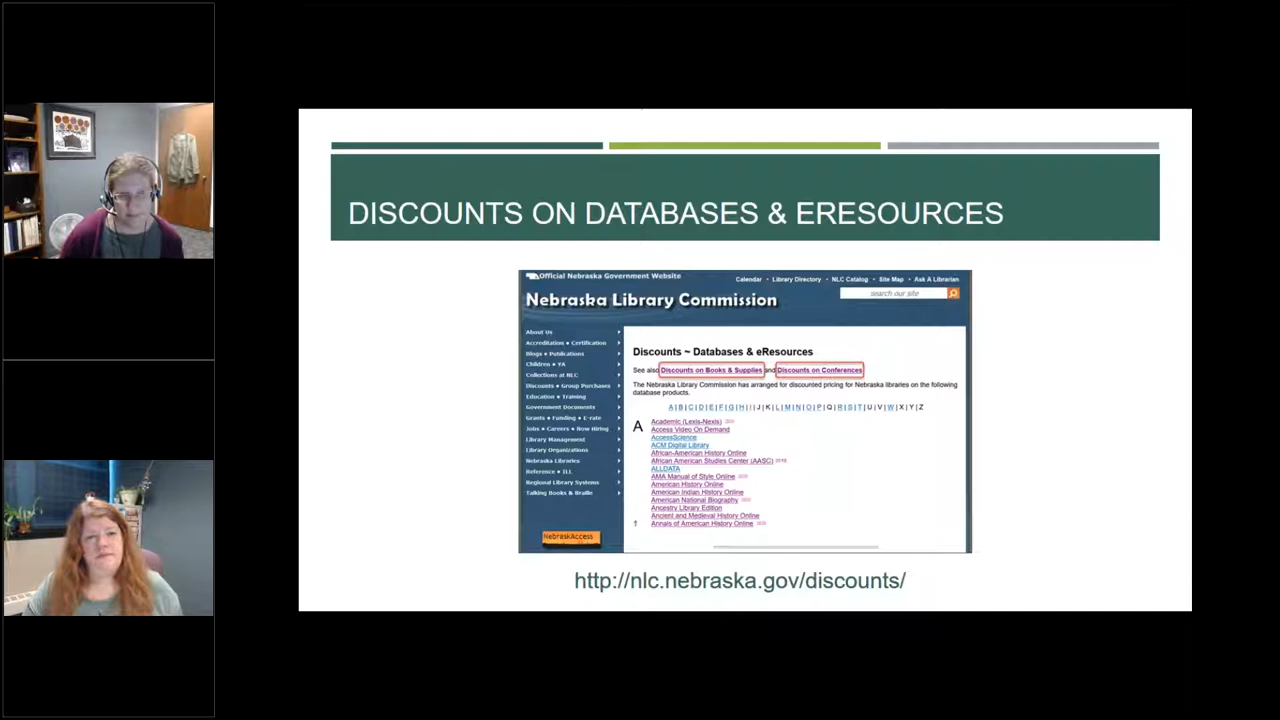 DISCOUNTS ON DATABASES & ERESOURCES
Official Nebraska Government Website
Calendar • Library Directory • NLC Catalog • Site Map • Ask A Librarian
Nebraska Library Commission
search our site
About Us
Accreditation • Certification
Blogs • Publications
Children • YA
Collections at NLC
Discounts • Group Purchases
Education • Training
Government Documents
Grants • Funding • E-rate
Jobs • Careers • Now Hiring
Library Management
Library Organizations
Nebraska Libraries
Reference • ILL
Regional Library Systems
Talking Books & Braille
NebraskAccess
Discounts ~ Databases & eResources
See also Discounts on Books & Supplies and Discounts on Conferences
The Nebraska Library Commission has arranged for discounted pricing for Nebraska libraries on the following
database products.
A | B | C | D | E | F | G | H | I | J | K | L | M | N | O | P | Q | R | S | T | U | V | W | X | Y | Z
A
Academic (Lexis-Nexis)
Access Video On Demand
AccessScience
ACM Digital Library
African-American History Online
African American Studies Center (AASC)
ALLDATA
AMA Manual of Style Online
American History Online
American Indian History Online
American National Biography
Ancestry Library Edition
Ancient and Medieval History Online
Annals of American History Online
http://nlc.nebraska.gov/discounts/